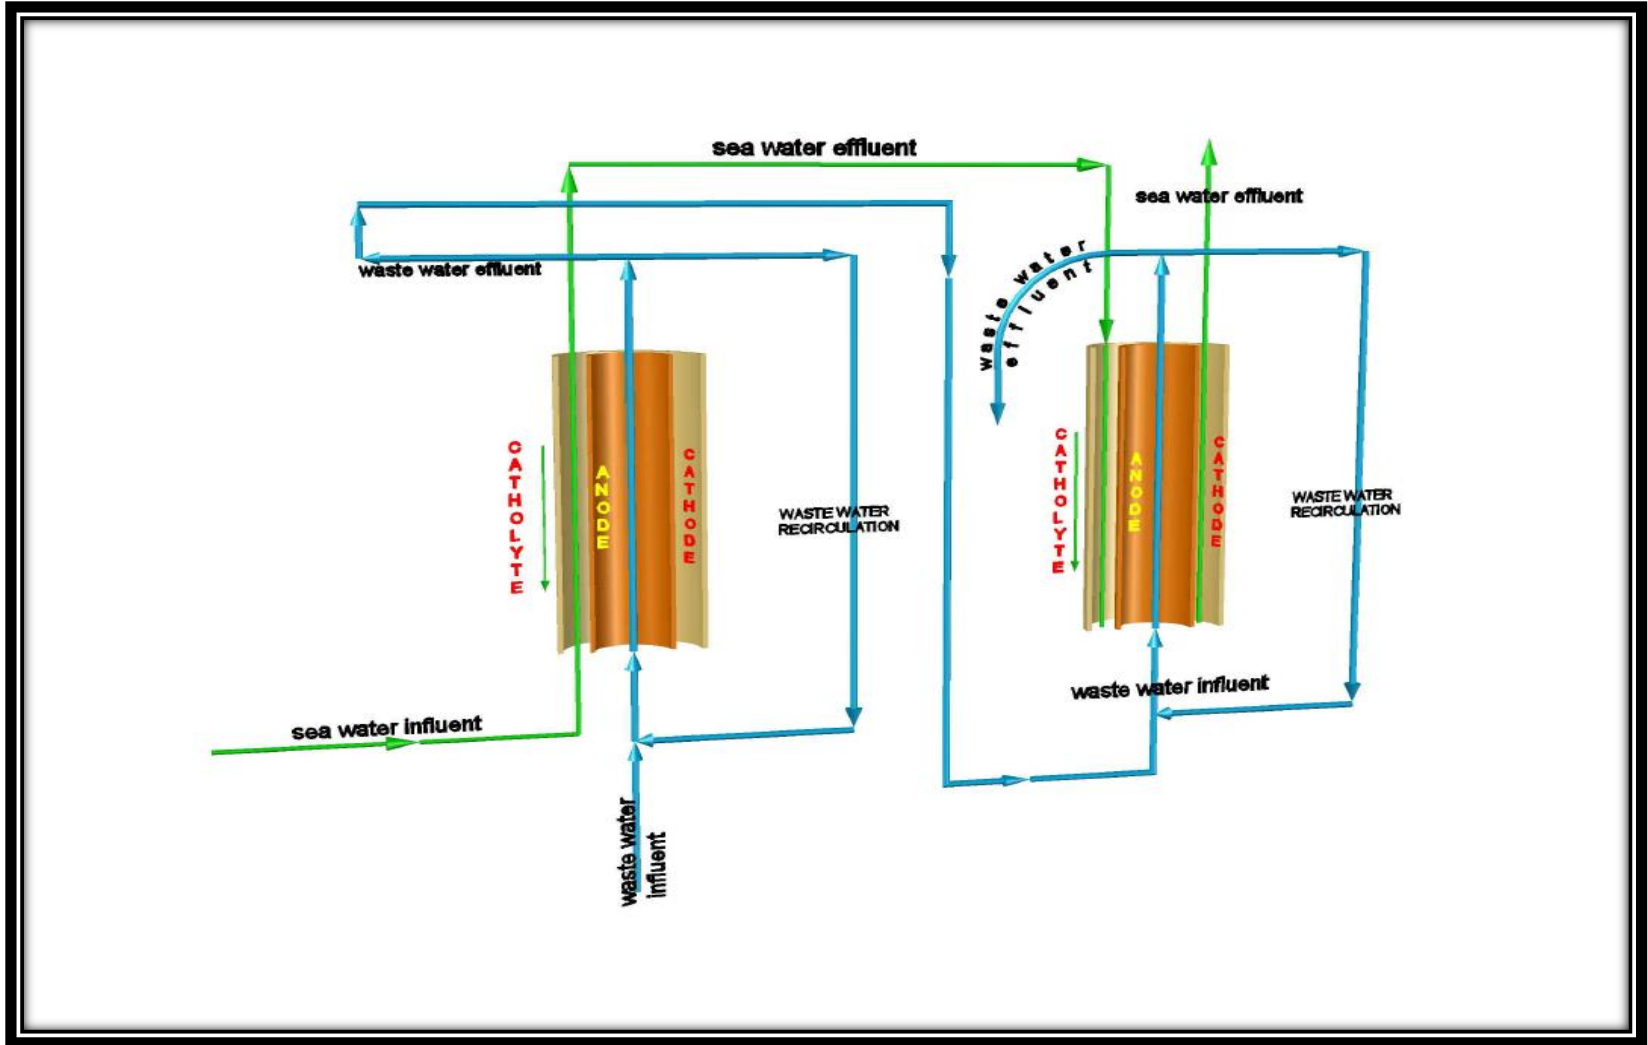 sea water effluent
sea water effluent
waste water effluent
waste water
effluent
CATHOLYTE
ANODE
CATHODE
WASTE WATER
RECIRCULATION
CATHOLYTE
ANODE
CATHODE
WASTE WATER
RECIRCULATION
waste water influent
sea water influent
waste water
influent